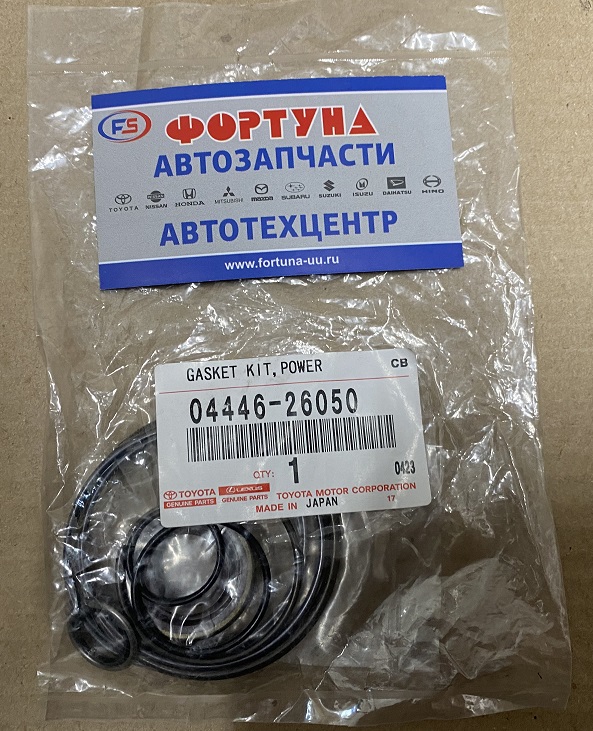 FS ФОРТУНА
АВТОЗАПЧАСТИ
TOYOTA NISSAN HONDA MITSUBISHI mazda SUBARU SUZUKI ISUZU DAIHATSU HINO
АВТОТЕХЦЕНТР
www.fortuna-uu.ru
GASKET KIT,POWER CB
04446-26050
QTY: 1 0423
TOYOTA LEXUS TOYOTA MOTOR CORPORATION
GENUINE PARTS GENUINE PARTS MADE IN JAPAN 17